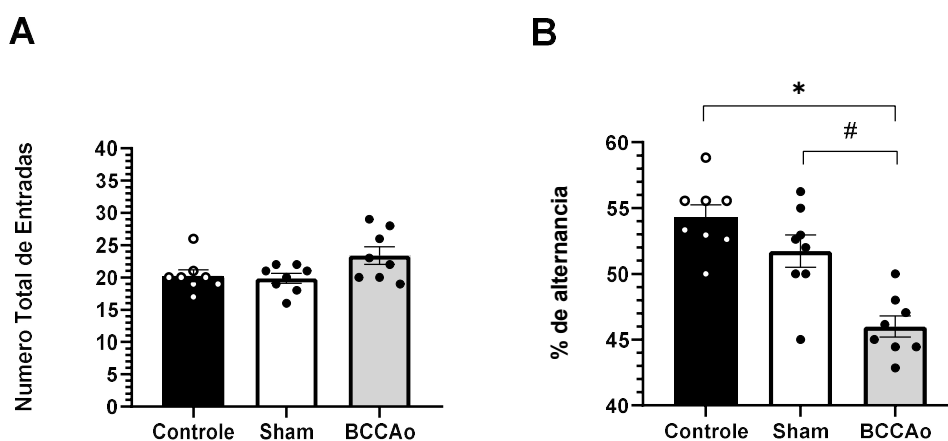 A
Numero Total de Entradas
40
35
30
25
20
15
10
5
0
Controle Sham BCCAo
B
% de alternancia
*
#
60
55
50
45
40
Controle Sham BCCAo